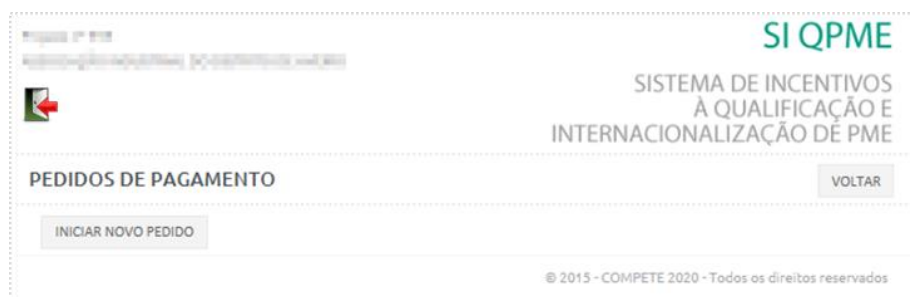 SI QPME
SISTEMA DE INCENTIVOS
À QUALIFICAÇÃO E
INTERNACIONALIZAÇÃO DE PME
PEDIDOS DE PAGAMENTO
VOLTAR
INICIAR NOVO PEDIDO
© 2015 - COMPETE 2020 - Todos os direitos reservados